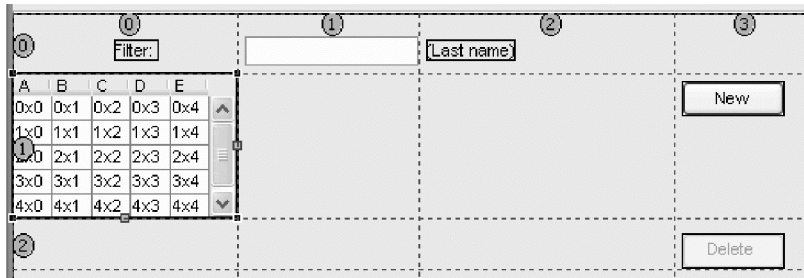 0 1 2 3
0 Filter: (Last name)
A B C D E
0x0 0x1 0x2 0x3 0x4 New
1x0 1x1 1x2 1x3 1x4
1 2x0 2x1 2x2 2x3 2x4
3x0 3x1 3x2 3x3 3x4
4x0 4x1 4x2 4x3 4x4
2 Delete